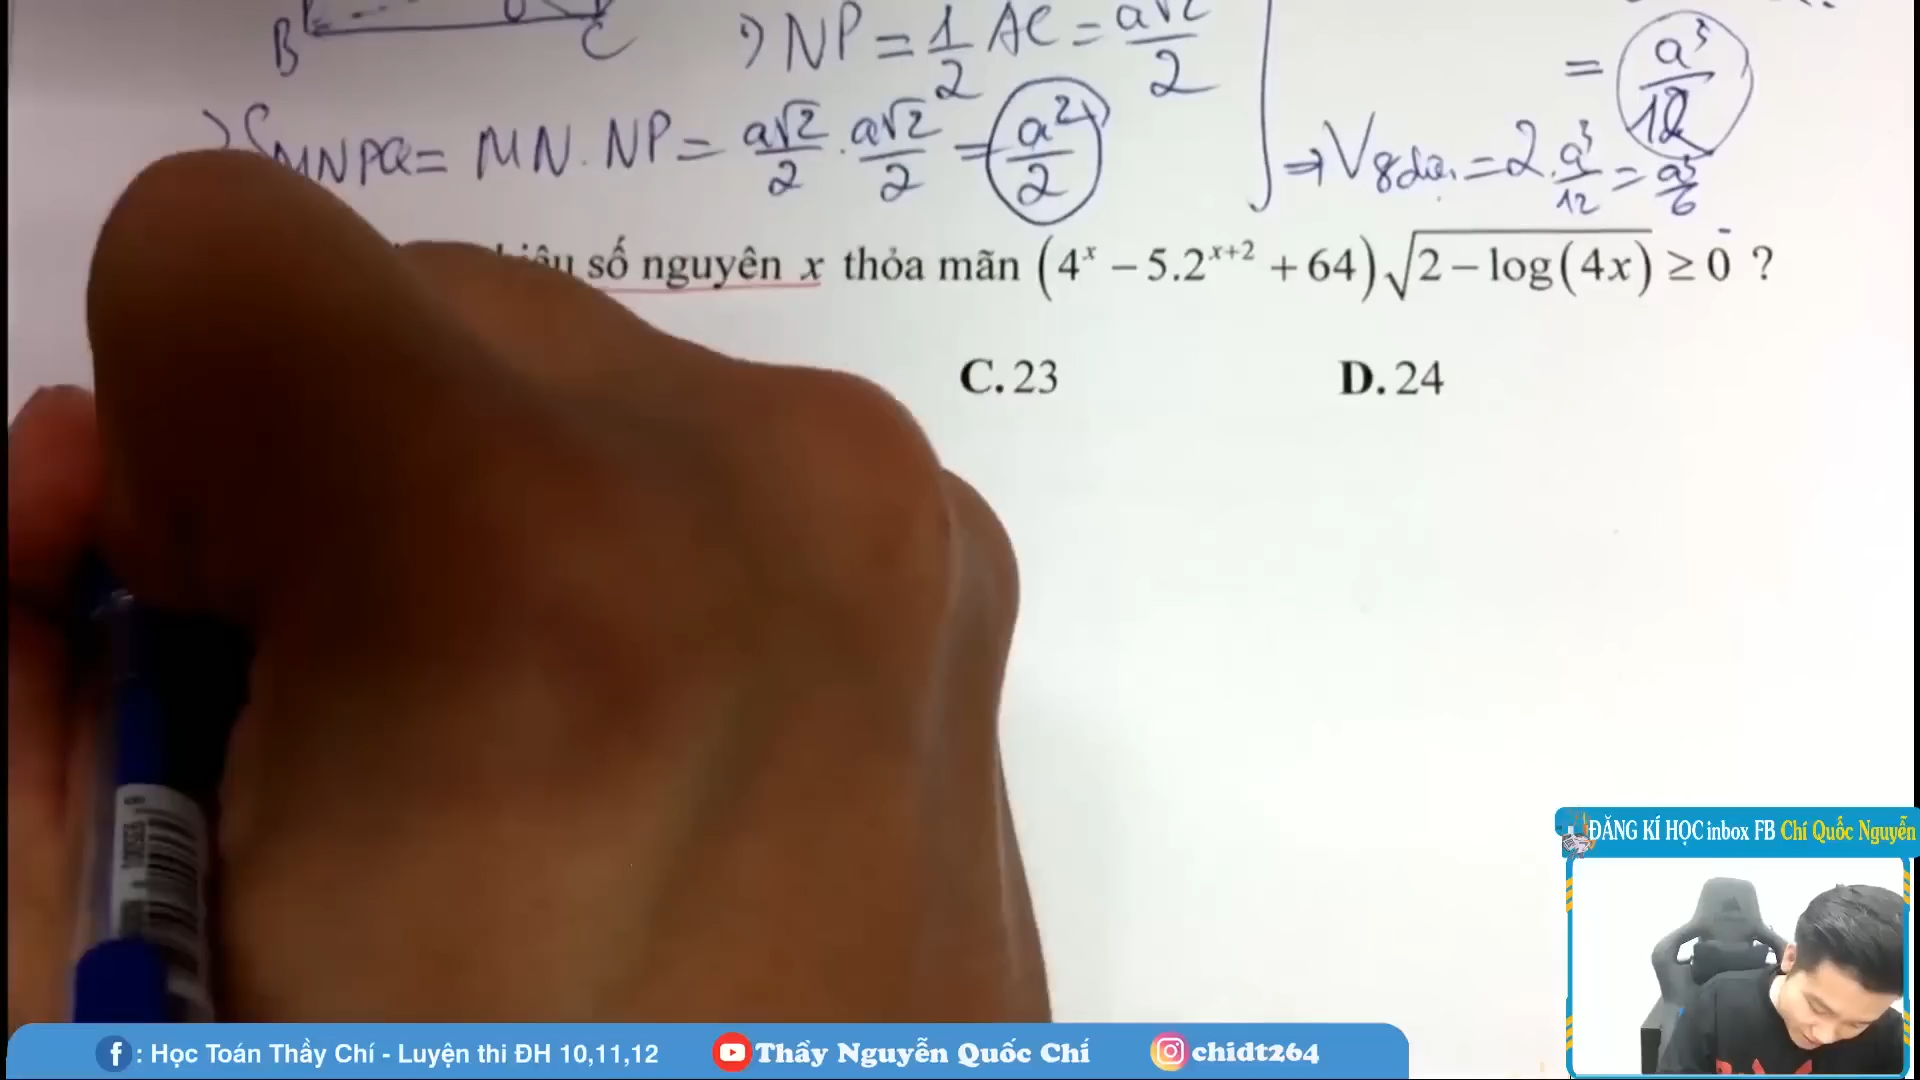 B C
NP = 1/2 AC = a√2/2
= a³/12
S MNPQ = MN . NP = a√2/2 . a√2/2 = a²/2
⇒ V 8 = 2. a³/12 = a³/6
số nguyên x thỏa mãn (4^x − 5.2^(x+2) + 64)√(2 − log(4x)) ≥ 0 ?
C. 23 D. 24
ĐĂNG KÍ HỌC inbox FB Chí Quốc Nguyễn
: Học Toán Thầy Chí - Luyện thi ĐH 10,11,12 Thầy Nguyễn Quốc Chí chidt264